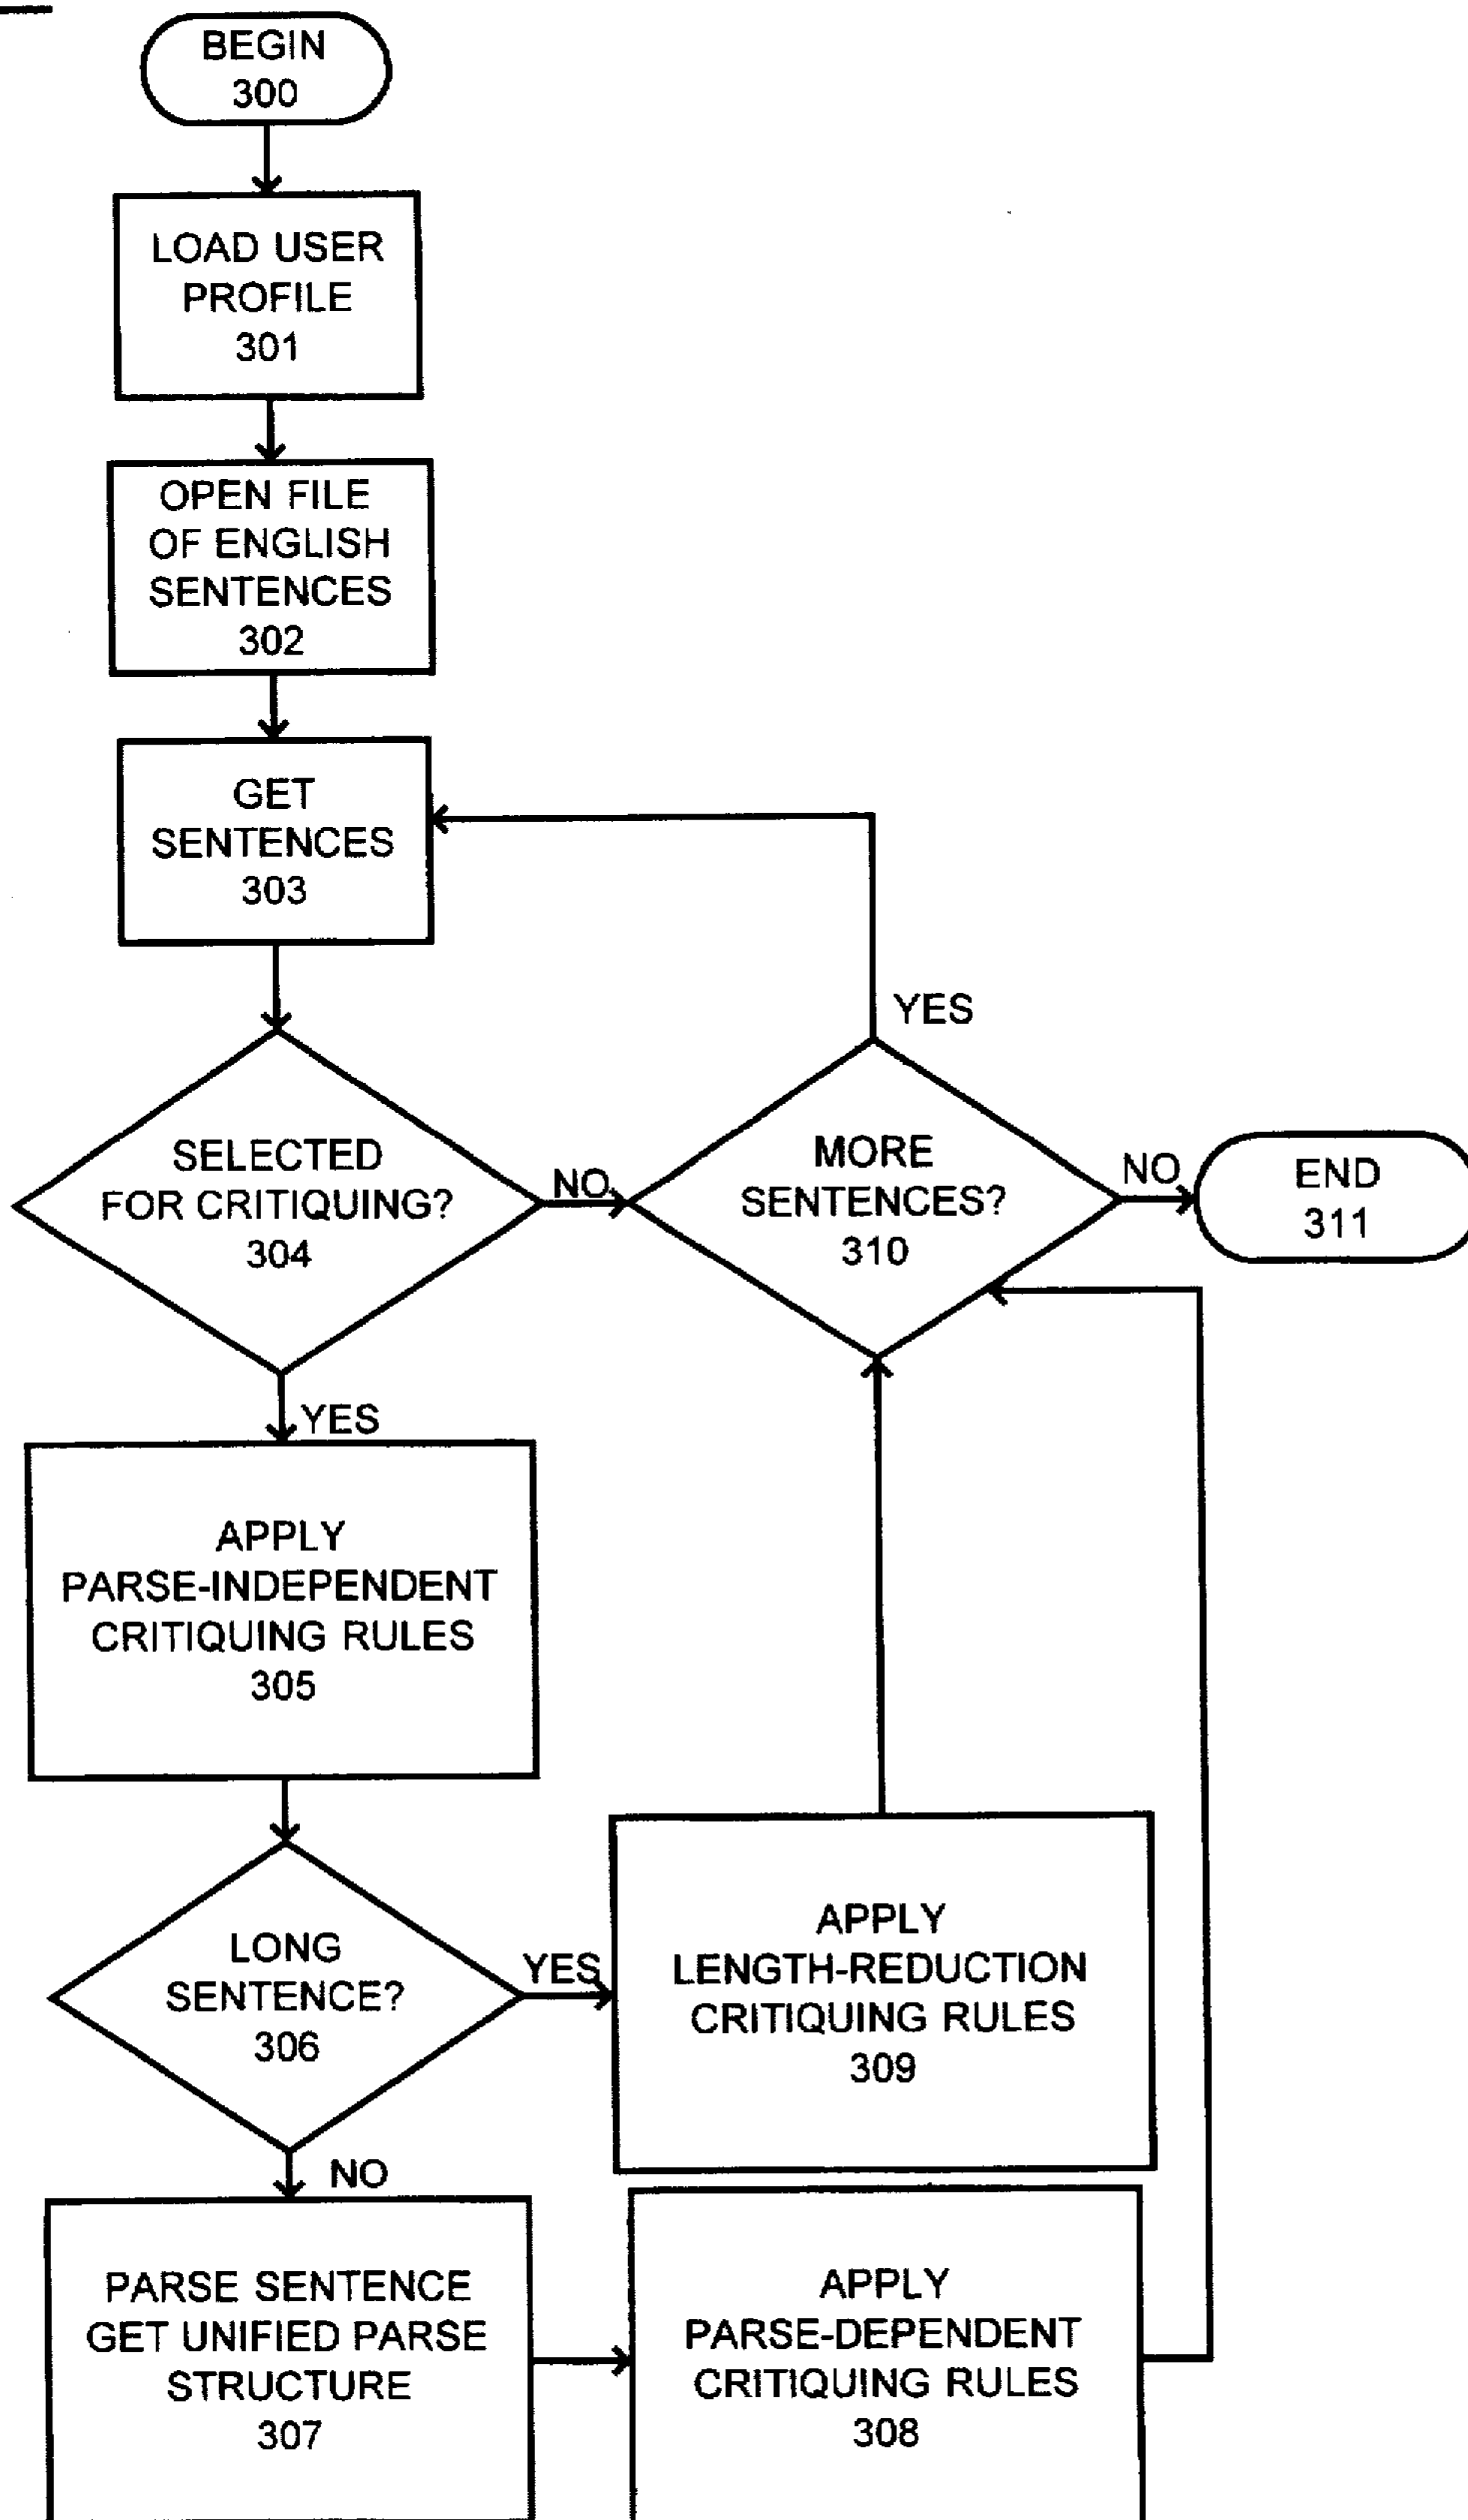 BEGIN
300
LOAD USER
PROFILE
301
OPEN FILE
OF ENGLISH
SENTENCES
302
GET
SENTENCES
303
YES
SELECTED
FOR CRITIQUING?
304
NO
MORE
SENTENCES?
310
NO
END
311
YES
APPLY
PARSE-INDEPENDENT
CRITIQUING RULES
305
LONG
SENTENCE?
306
YES
APPLY
LENGTH-REDUCTION
CRITIQUING RULES
309
NO
PARSE SENTENCE
GET UNIFIED PARSE
STRUCTURE
307
APPLY
PARSE-DEPENDENT
CRITIQUING RULES
308